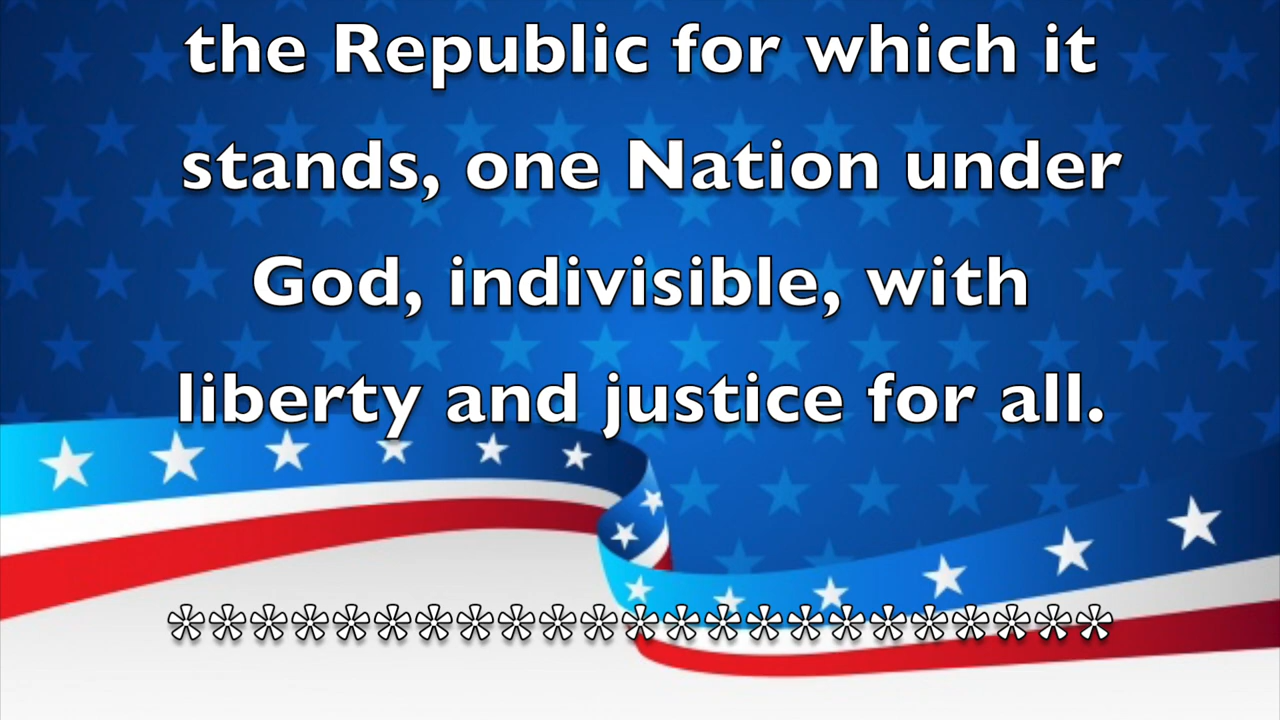 the Republic for which it
stands, one Nation under
God, indivisible, with
liberty and justice for all.
***********************